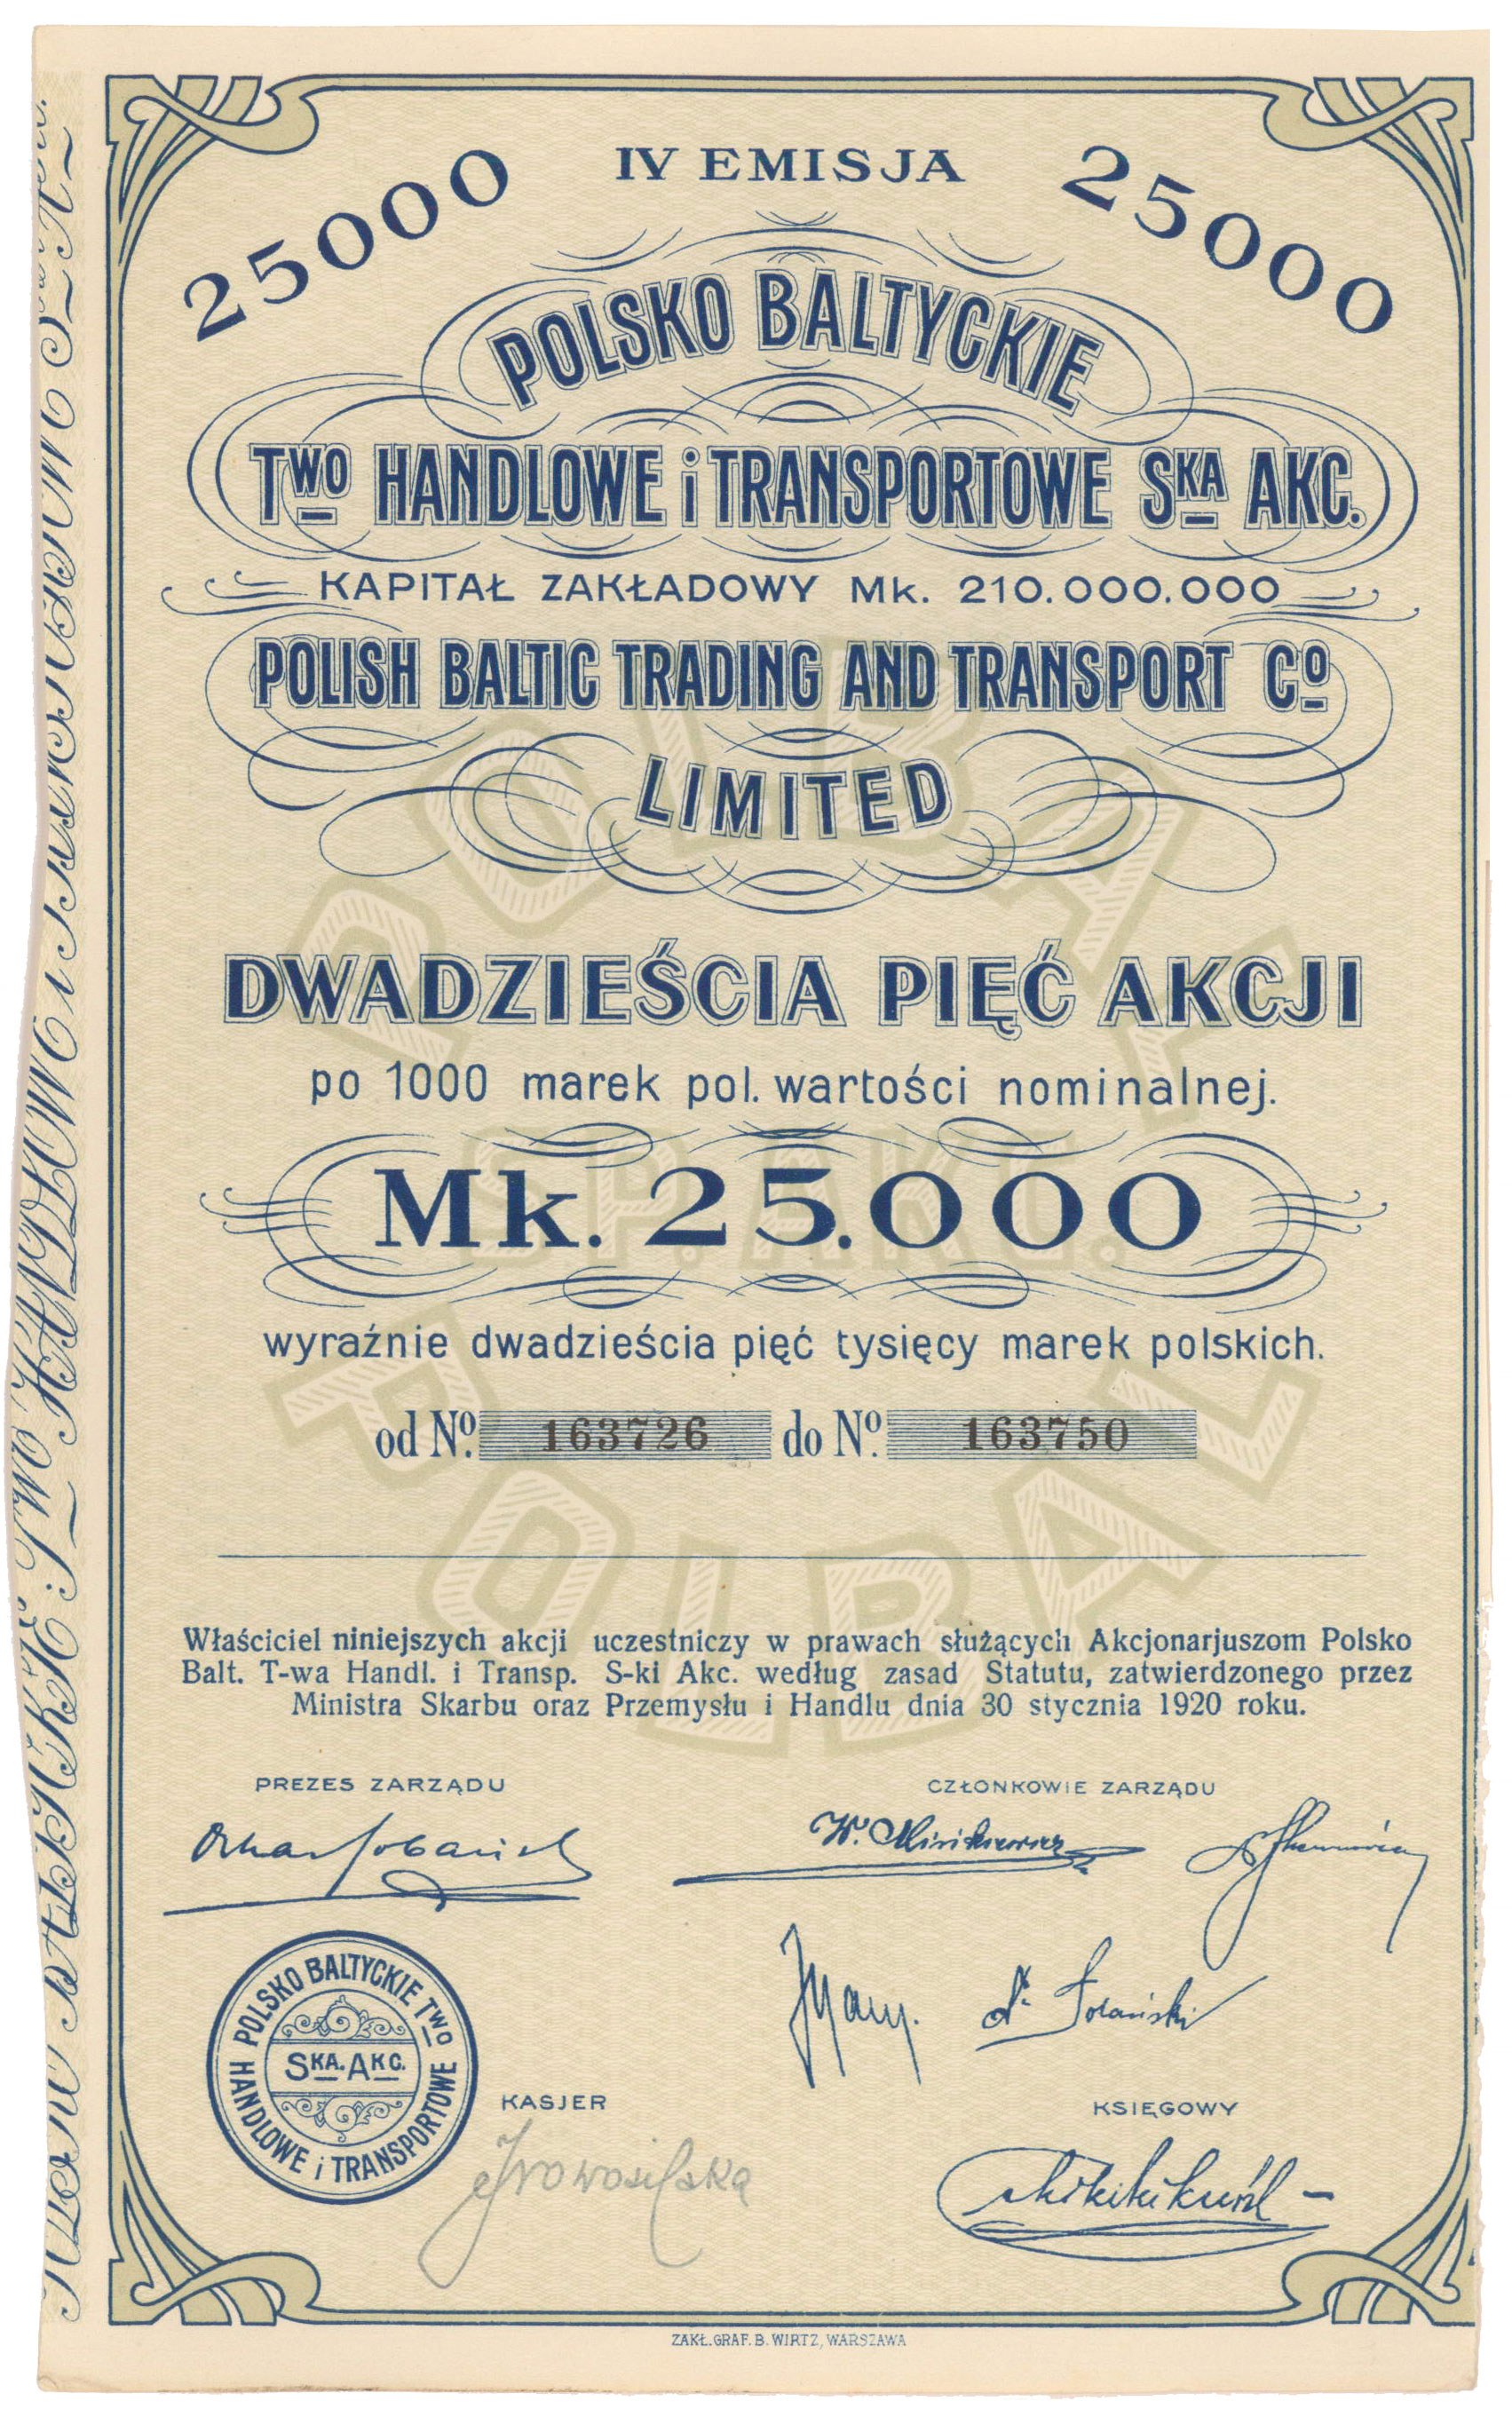 IV EMISJA
25000
25000
POLSKO BALTYCKIE
TWO HANDLOWE i TRANSPORTOWE SKA AKC.
KAPITAŁ ZAKŁADOWY Mk. 210.000.000
POLISH BALTIC TRADING AND TRANSPORT CO
LIMITED
DWADZIEŚCIA PIĘĆ AKCJI
po 1000 marek pol. wartości nominalnej.
Mk. 25.000
wyraźnie dwadzieścia pięć tysięcy marek polskich.
od No. 163726 do No. 163750
POLBAL
SP. AKC.
POLBAL
Właściciel niniejszych akcji uczestniczy w prawach służących Akcjonarjuszom Polsko
Balt. T-wa Handl. i Transp. S-ki Akc. według zasad Statutu, zatwierdzonego przez
Ministra Skarbu oraz Przemysłu i Handlu dnia 30 stycznia 1920 roku.
PREZES ZARZĄDU
CZŁONKOWIE ZARZĄDU
POLSKO BALTYCKIE TWO
HANDLOWE i TRANSPORTOWE
SKA. AKC.
KASJER
KSIĘGOWY
ZAKŁ. GRAF. B. WIRTZ, WARSZAWA